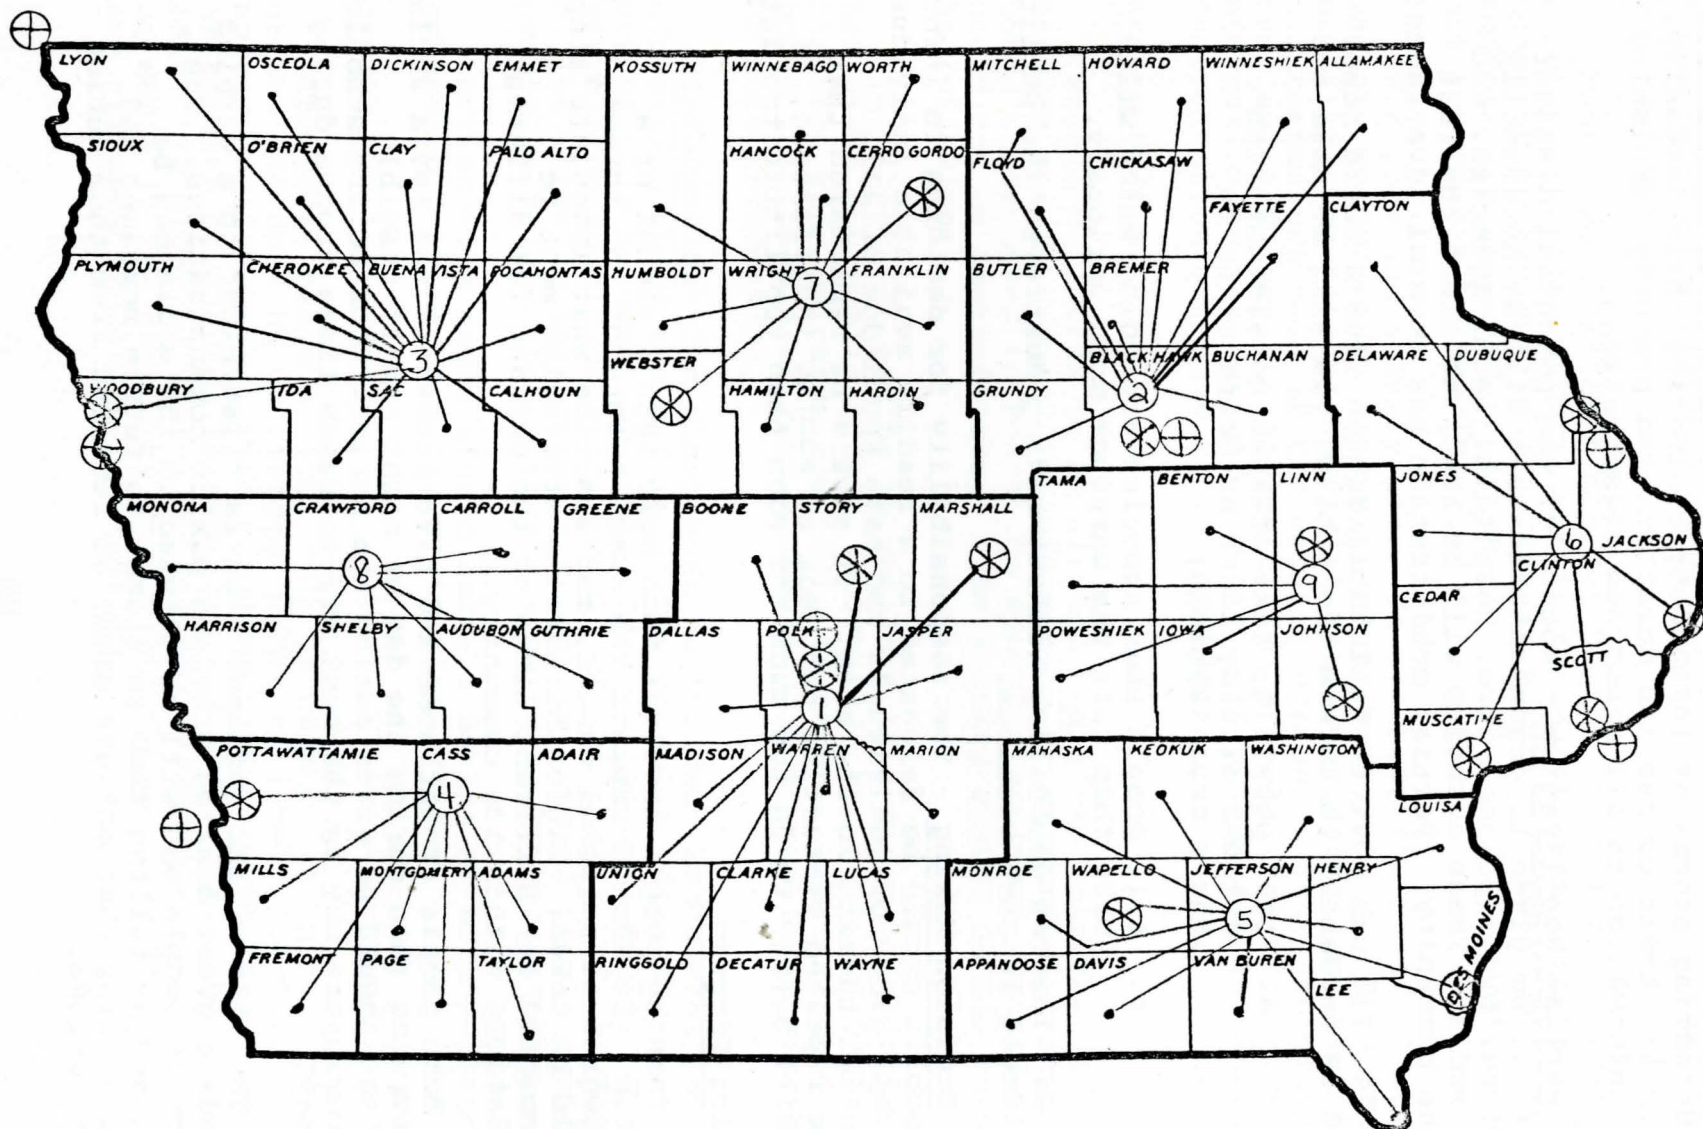 LYON OSCEOLA DICKINSON EMMET KOSSUTH WINNEBAGO WORTH MITCHELL HOWARD WINNESHIEK ALLAMAKEE
SIOUX O'BRIEN CLAY PALO ALTO HANCOCK CERRO GORDO FLOYD CHICKASAW
FAYETTE CLAYTON
PLYMOUTH CHEROKEE BUENA VISTA POCAHONTAS HUMBOLDT WRIGHT FRANKLIN BUTLER BREMER
7
3 WEBSTER BLACK HAWK BUCHANAN DELAWARE DUBUQUE
WOODBURY IDA SAC CALHOUN HAMILTON HARDIN GRUNDY 2
TAMA BENTON LINN JONES
MONONA CRAWFORD CARROLL GREENE BOONE STORY MARSHALL
6 JACKSON
8 9 CLINTON
CEDAR
HARRISON SHELBY AUDUBON GUTHRIE DALLAS POLK JASPER POWESHIEK IOWA JOHNSON
SCOTT
1 MUSCATINE
POTTAWATTAMIE CASS ADAIR MADISON WARREN MARION MAHASKA KEOKUK WASHINGTON
4
LOUISA
MILLS MONTGOMERY ADAMS UNION CLARKE LUCAS MONROE WAPELLO JEFFERSON HENRY
5
DES MOINES
FREMONT PAGE TAYLOR RINGGOLD DECATUR WAYNE APPANOOSE DAVIS VAN BUREN
LEE